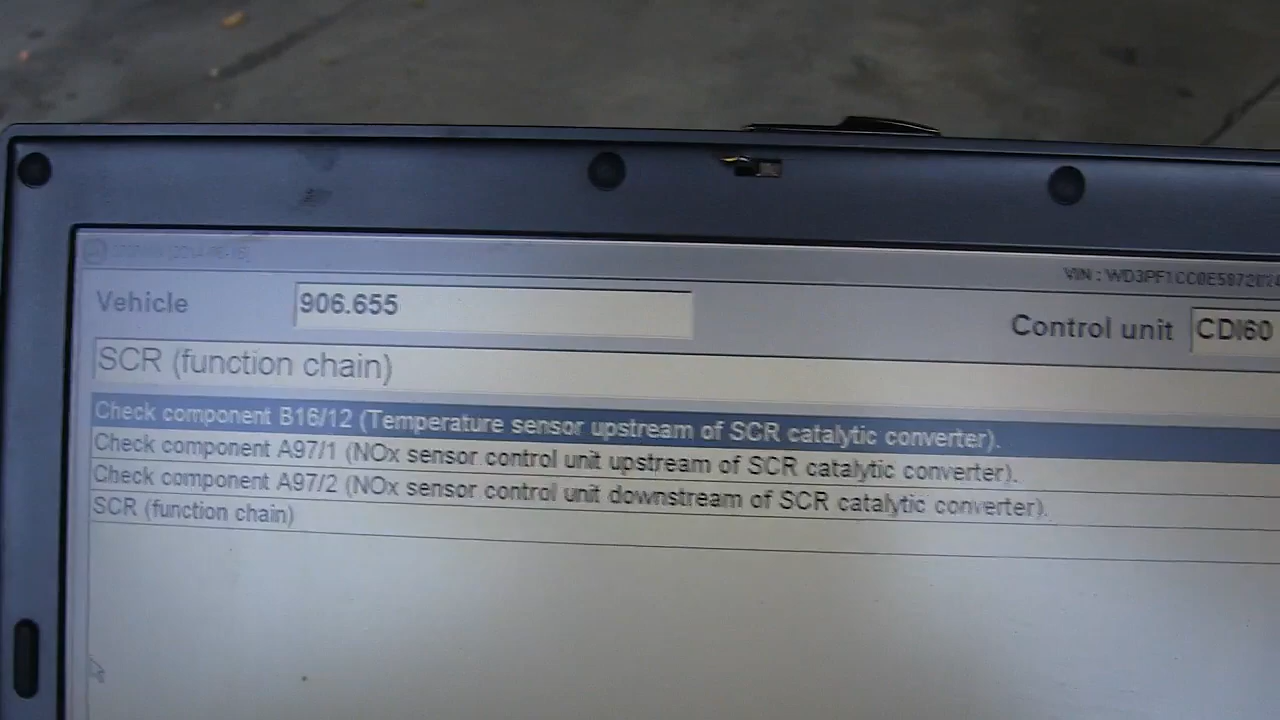 VIN : WD3PF1CC0E587
Vehicle 906.655 Control unit CDI60
SCR (function chain)
Check component B16/12 (Temperature sensor upstream of SCR catalytic converter).
Check component A97/1 (NOx sensor control unit upstream of SCR catalytic converter).
Check component A97/2 (NOx sensor control unit downstream of SCR catalytic converter).
SCR (function chain)